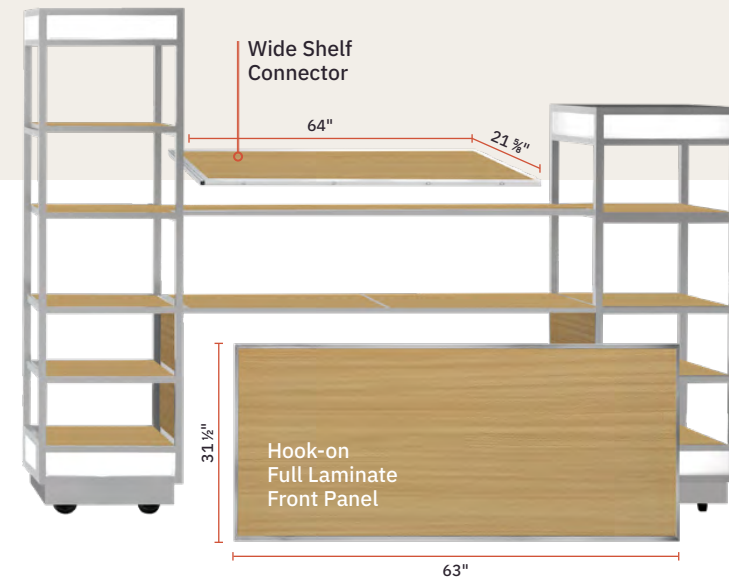 Wide Shelf
Connector
64"
21 ⅝"
31 ½"
Hook-on
Full Laminate
Front Panel
63"